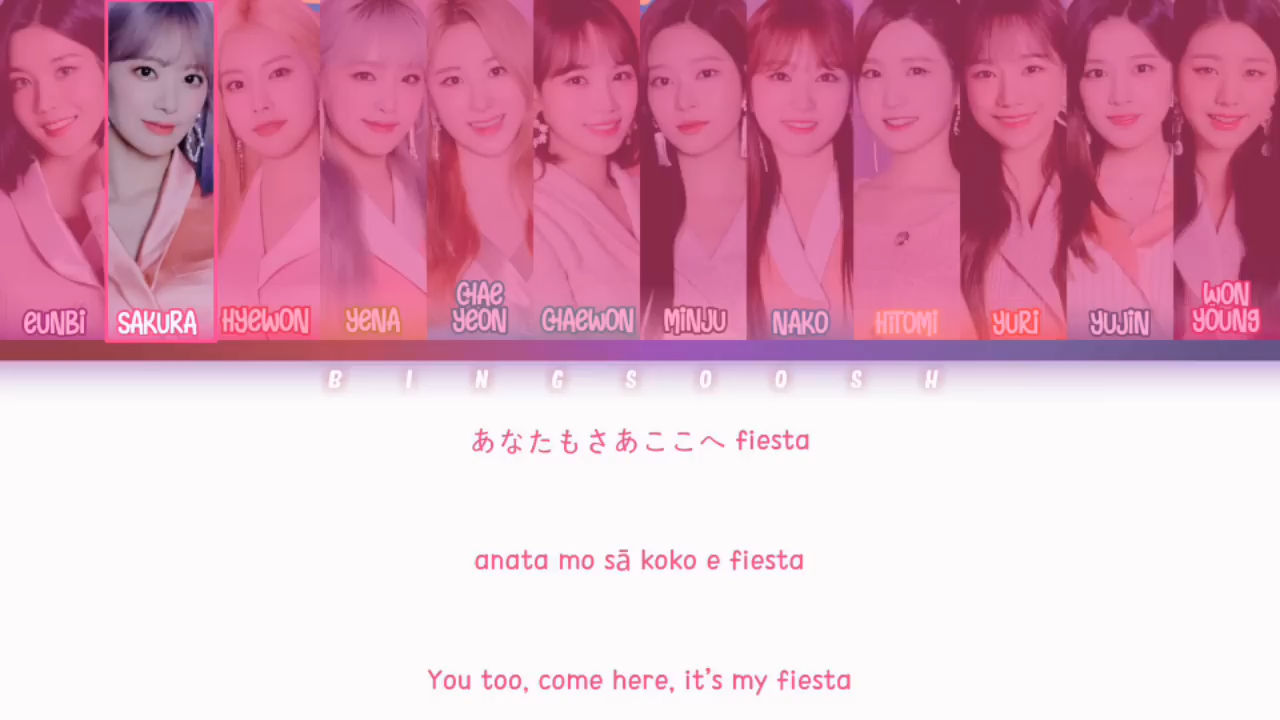 EUNBI SAKURA HYEWON YENA CHAE YEON CHAEWON MINJU NAKO HITOMI YURI YUJIN WON YOUNG
BINGSOOSH
あなたもさあここへ fiesta
anata mo sā koko e fiesta
You too, come here, it's my fiesta